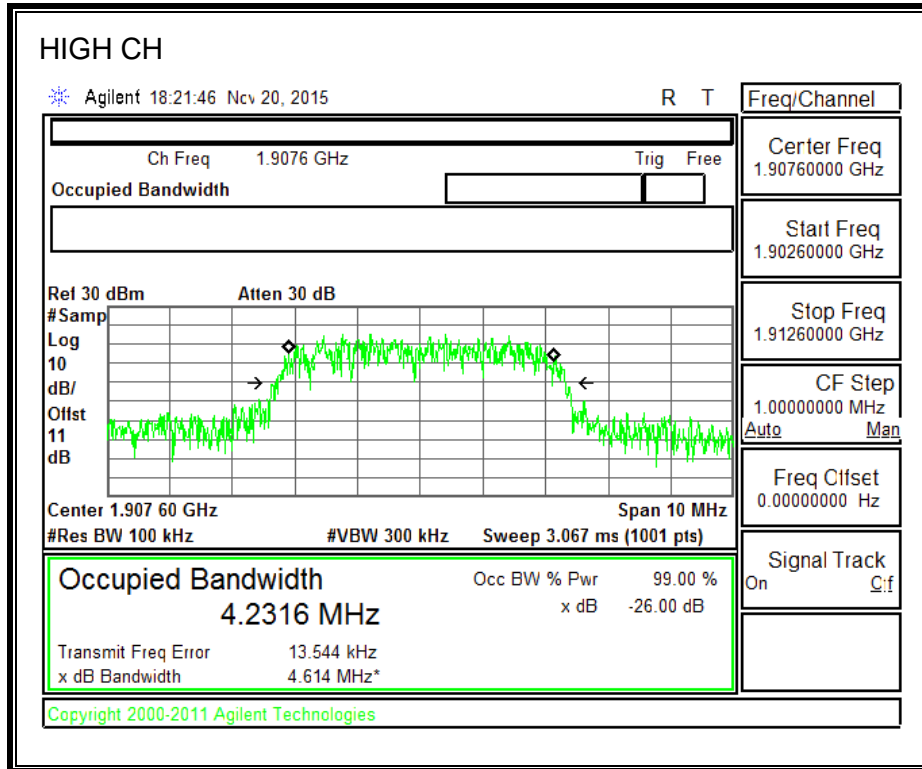 HIGH CH
Agilent 18:21:46 Nov 20, 2015 R T
Freq/Channel
Ch Freq 1.9076 GHz Trig Free
Occupied Bandwidth
Center Freq
1.90760000 GHz
Start Freq
1.90260000 GHz
Stop Freq
1.91260000 GHz
CF Step
1.00000000 MHz
Auto Man
Freq Offset
0.00000000 Hz
Signal Track
On Off
Ref 30 dBm Atten 30 dB
#Samp
Log
10
dB/
Offst
11
dB
Center 1.907 60 GHz Span 10 MHz
#Res BW 100 kHz #VBW 300 kHz Sweep 3.067 ms (1001 pts)
Occupied Bandwidth
4.2316 MHz
Occ BW % Pwr 99.00 %
x dB -26.00 dB
Transmit Freq Error 13.544 kHz
x dB Bandwidth 4.614 MHz*
Copyright 2000-2011 Agilent Technologies